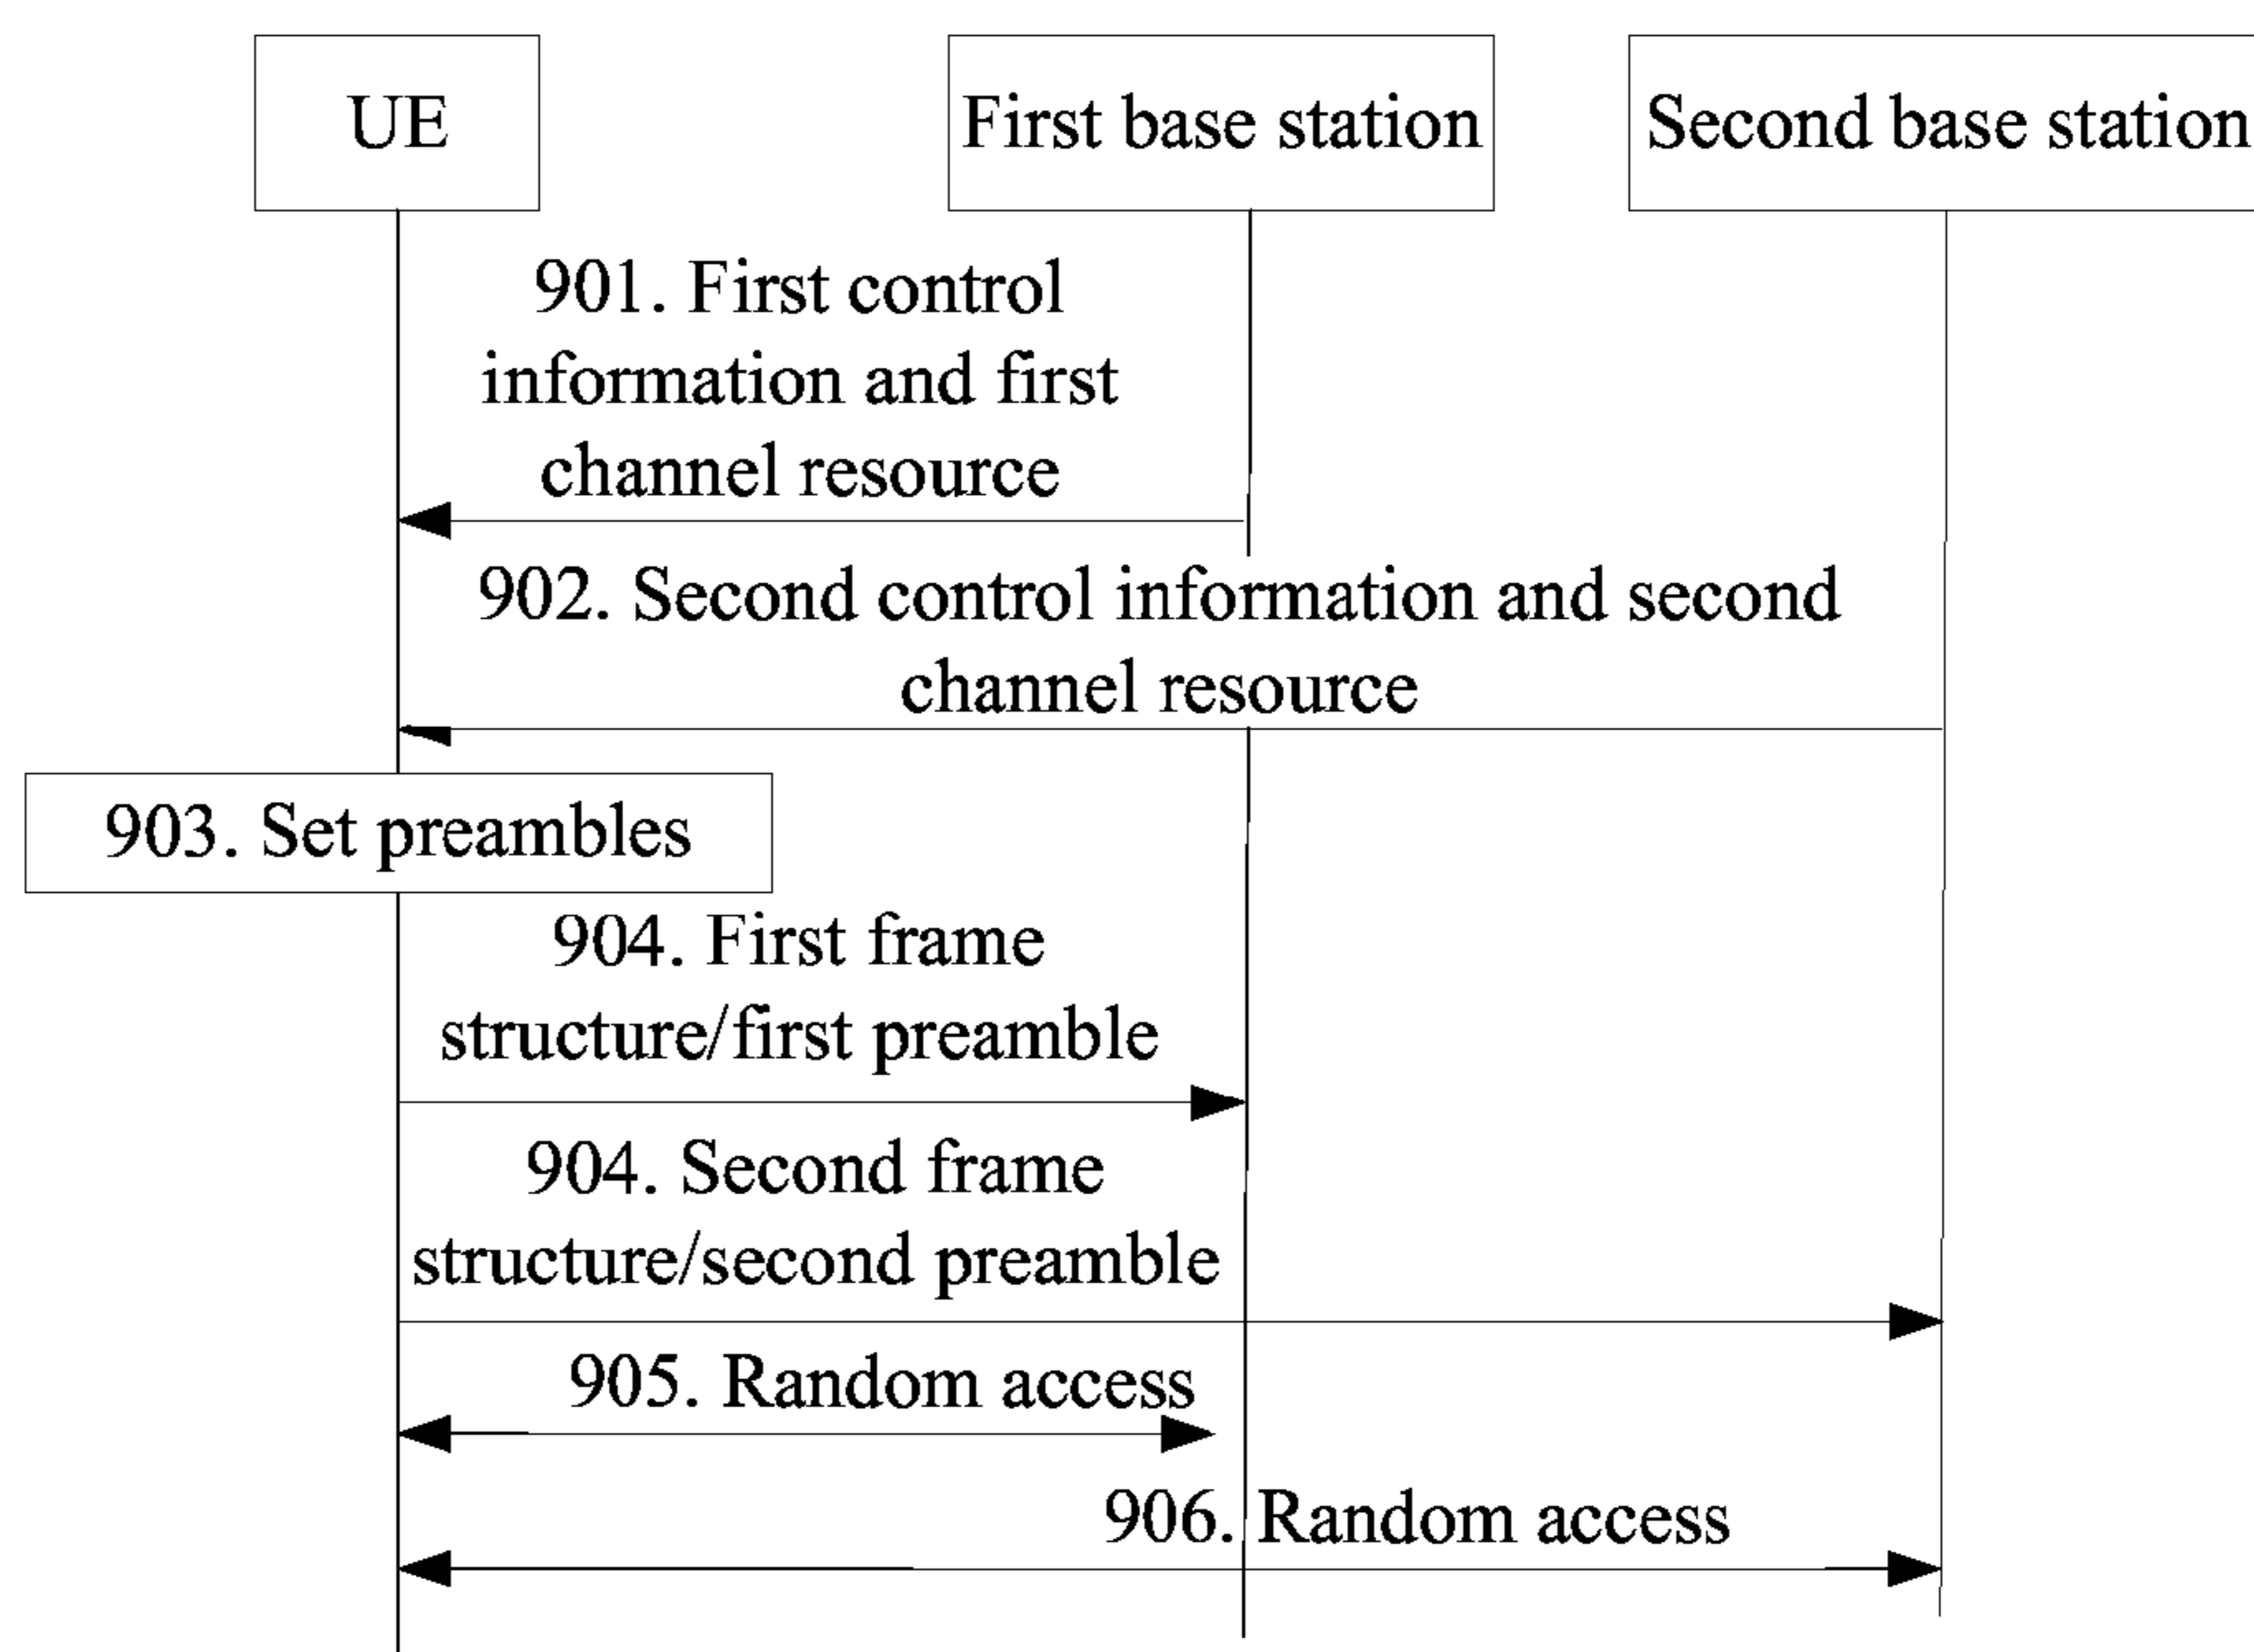 UE
First base station
Second base station
901. First control
information and first
channel resource
902. Second control information and second
channel resource
903. Set preambles
904. First frame
structure/first preamble
904. Second frame
structure/second preamble
905. Random access
906. Random access